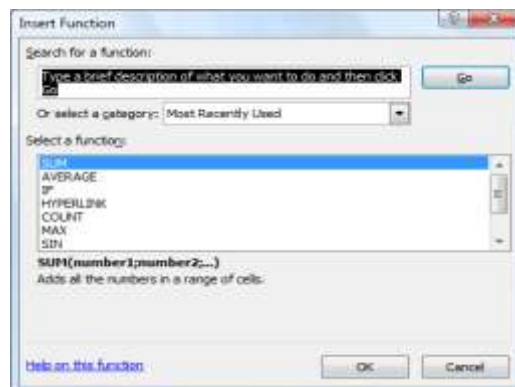 Insert Function
Search for a function:
Type a brief description of what you want to do and then click
Go
Go
Or select a category: Most Recently Used
Select a function:
SUM
AVERAGE
IF
HYPERLINK
COUNT
MAX
SIN
SUM(number1;number2;...)
Adds all the numbers in a range of cells.
Help on this function
OK
Cancel